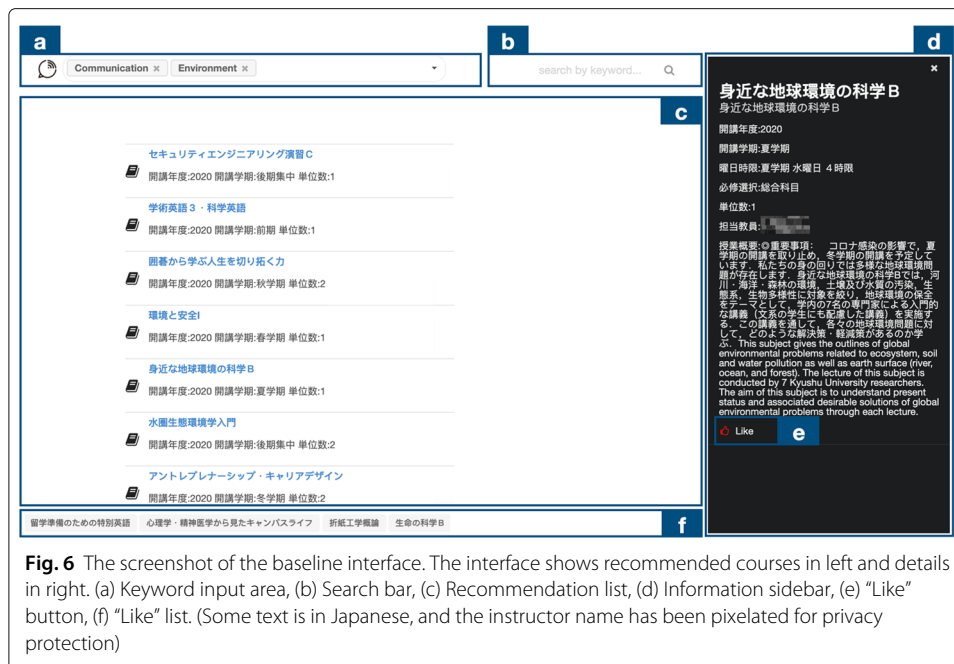 a
b
d
Communication × Environment ×
search by keyword...
×
c
セキュリティエンジニアリング演習C
開講年度:2020 開講学期:後期集中 単位数:1
学術英語3・科学英語
開講年度:2020 開講学期:前期 単位数:1
囲碁から学ぶ人生を切り拓く力
開講年度:2020 開講学期:秋学期 単位数:2
環境と安全I
開講年度:2020 開講学期:春学期 単位数:1
身近な地球環境の科学B
開講年度:2020 開講学期:夏学期 単位数:1
水圏生態環境学入門
開講年度:2020 開講学期:後期集中 単位数:2
アントレプレナーシップ・キャリアデザイン
開講年度:2020 開講学期:冬学期 単位数:2
身近な地球環境の科学B
身近な地球環境の科学B
開講年度:2020
開講学期:夏学期
曜日時限:夏学期 水曜日 4時限
必修選択:総合科目
単位数:1
担当教員:
授業概要:◎重要事項: コロナ感染の影響で，夏
学期の開講を取り止め，冬学期の開講を予定して
います．私たちの身の回りでは多様な地球環境問
題が存在します．身近な地球環境の科学Bでは，河
川・海洋・森林の環境，土壌及び水質の汚染，生
態系，生物多様性に対象を絞り，地球環境の保全
をテーマとして，学内の7名の専門家による入門的
な講義（文系の学生にも配慮した講義）を実施す
る．この講義を通して，各々の地球環境問題に対
して，どのような解決策・軽減策があるのか学
ぶ．This subject gives the outlines of global
environmental problems related to ecosystem, soil
and water pollution as well as earth surface (river,
ocean, and forest). The lecture of this subject is
conducted by 7 Kyushu University researchers.
The aim of this subject is to understand present
status and associated desirable solutions of global
environmental problems through each lecture.
Like
e
留学準備のための特別英語 心理学・精神医学から見たキャンパスライフ 折紙工学概論 生命の科学B
f
Fig. 6 The screenshot of the baseline interface. The interface shows recommended courses in left and details
in right. (a) Keyword input area, (b) Search bar, (c) Recommendation list, (d) Information sidebar, (e) “Like”
button, (f) “Like” list. (Some text is in Japanese, and the instructor name has been pixelated for privacy
protection)